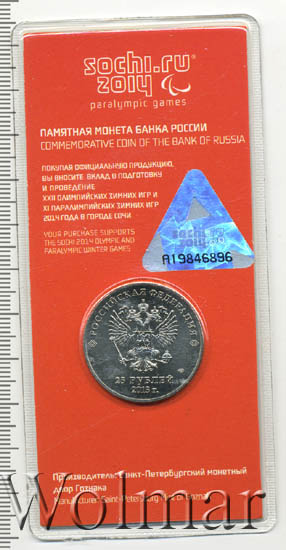 sochi.ru
2014
paralympic games
ПАМЯТНАЯ МОНЕТА БАНКА РОССИИ
COMMEMORATIVE COIN OF THE BANK OF RUSSIA
ПОКУПАЯ ОФИЦИАЛЬНУЮ ПРОДУКЦИЮ,
ВЫ ВНОСИТЕ ВКЛАД В ПОДГОТОВКУ
И ПРОВЕДЕНИЕ
XXII ОЛИМПИЙСКИХ ЗИМНИХ ИГР И
XI ПАРАЛИМПИЙСКИХ ЗИМНИХ ИГР
2014 ГОДА В ГОРОДЕ СОЧИ
YOUR PURCHASE SUPPORTS
THE SOCHI 2014 OLYMPIC AND
PARALYMPIC WINTER GAMES
sochi
2014
A19846896
РОССИЙСКАЯ ФЕДЕРАЦИЯ
25 РУБЛЕЙ
2013 г.
Производитель: Санкт-Петербургский монетный
двор Гознака
Wolmar